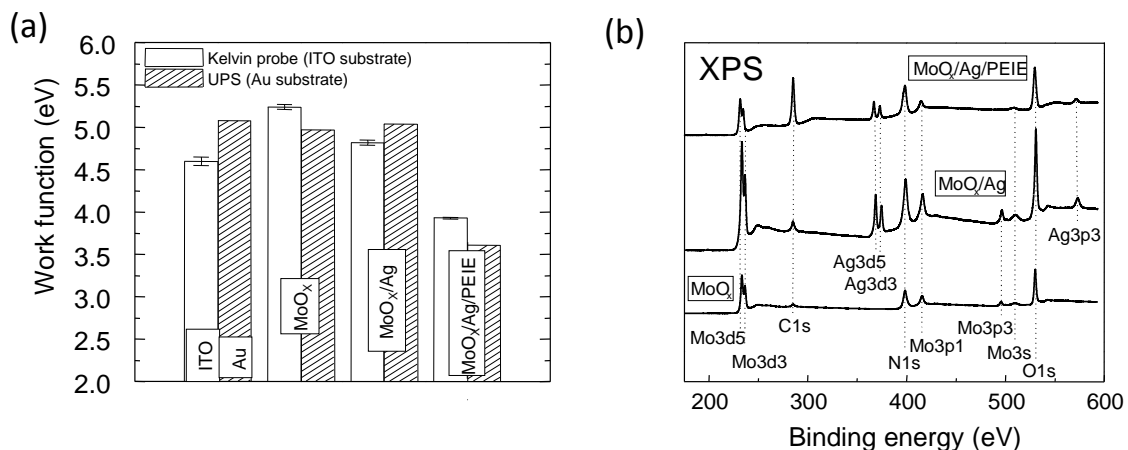 (a)
Work function (eV)
6.0
5.5
5.0
4.5
4.0
3.5
3.0
2.5
2.0
Kelvin probe (ITO substrate)
UPS (Au substrate)
ITO
Au
MoOX
MoOX/Ag
MoOX/Ag/PEIE
(b)
XPS
MoOx/Ag/PEIE
MoOx/Ag
MoOx
Ag3d5
Ag3d3
Ag3p3
Mo3d5
Mo3d3
C1s
N1s
Mo3p1
Mo3p3
Mo3s
O1s
200 300 400 500 600
Binding energy (eV)